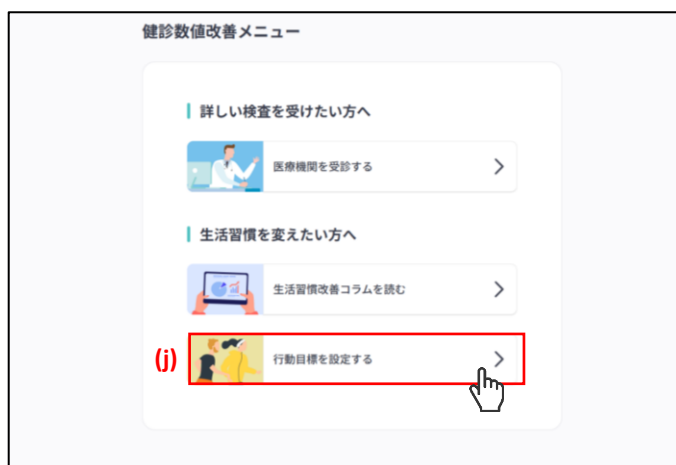 健診数値改善メニュー
詳しい検査を受けたい方へ
医療機関を受診する
生活習慣を変えたい方へ
生活習慣改善コラムを読む
(j)
行動目標を設定する